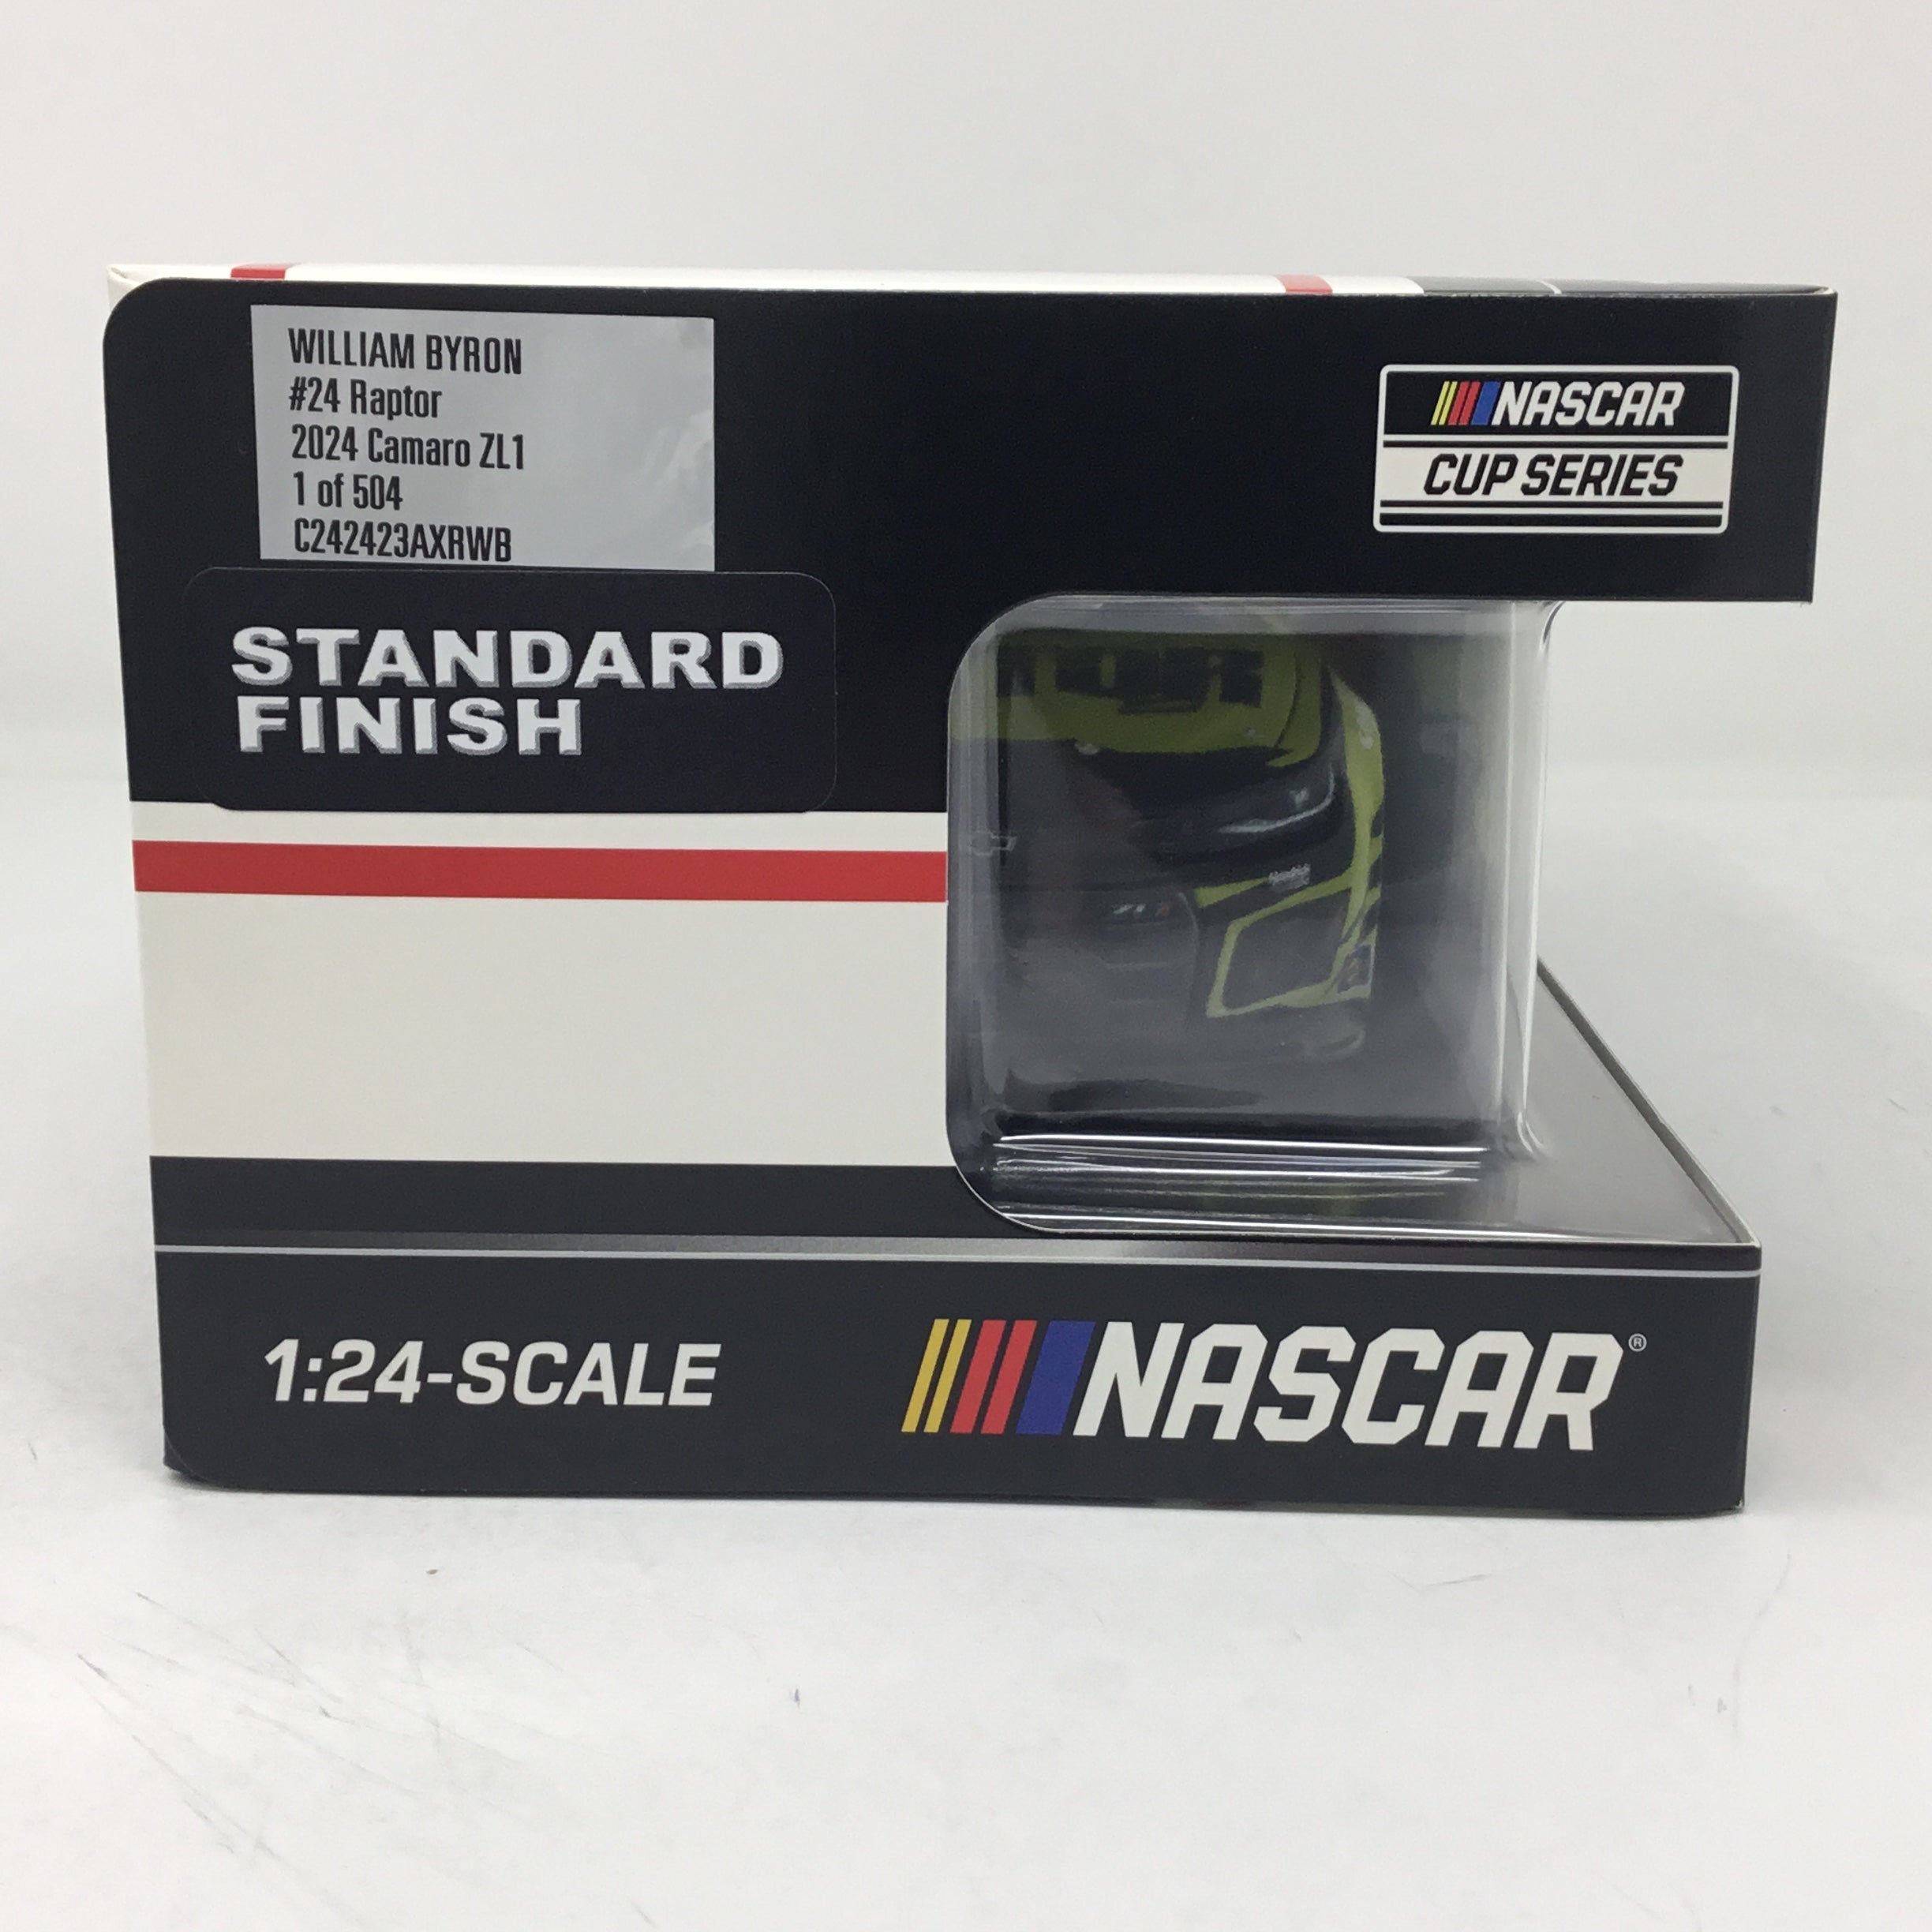 WILLIAM BYRON
#24 Raptor
2024 Camaro ZL1
1 of 504
C242423AXRWB
NASCAR
CUP SERIES
STANDARD
FINISH
ZL1
1:24-SCALE
NASCAR®